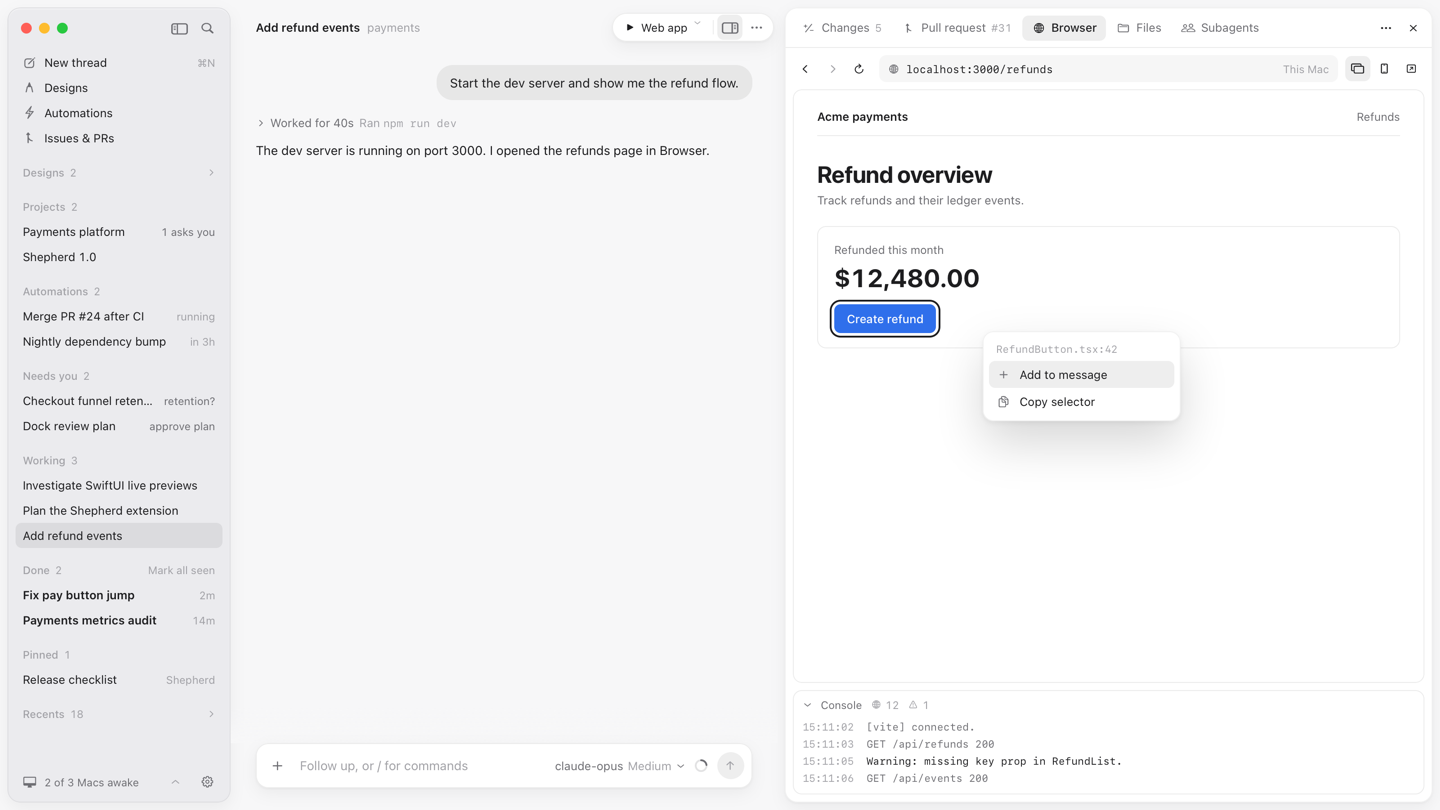 New thread ⌘N
Designs
Automations
Issues & PRs
Designs 2
Projects 2
Payments platform 1 asks you
Shepherd 1.0
Automations 2
Merge PR #24 after CI running
Nightly dependency bump in 3h
Needs you 2
Checkout funnel reten... retention?
Dock review plan approve plan
Working 3
Investigate SwiftUI live previews
Plan the Shepherd extension
Add refund events
Done 2 Mark all seen
Fix pay button jump 2m
Payments metrics audit 14m
Pinned 1
Release checklist Shepherd
Recents 18
2 of 3 Macs awake
Add refund events payments
Web app
Start the dev server and show me the refund flow.
Worked for 40s Ran npm run dev
The dev server is running on port 3000. I opened the refunds page in Browser.
Follow up, or / for commands claude-opus Medium
Changes 5 Pull request #31 Browser Files Subagents
localhost:3000/refunds This Mac
Acme payments Refunds
Refund overview
Track refunds and their ledger events.
Refunded this month
$12,480.00
Create refund
RefundButton.tsx:42
Add to message
Copy selector
Console 12 1
15:11:02 [vite] connected.
15:11:03 GET /api/refunds 200
15:11:05 Warning: missing key prop in RefundList.
15:11:06 GET /api/events 200